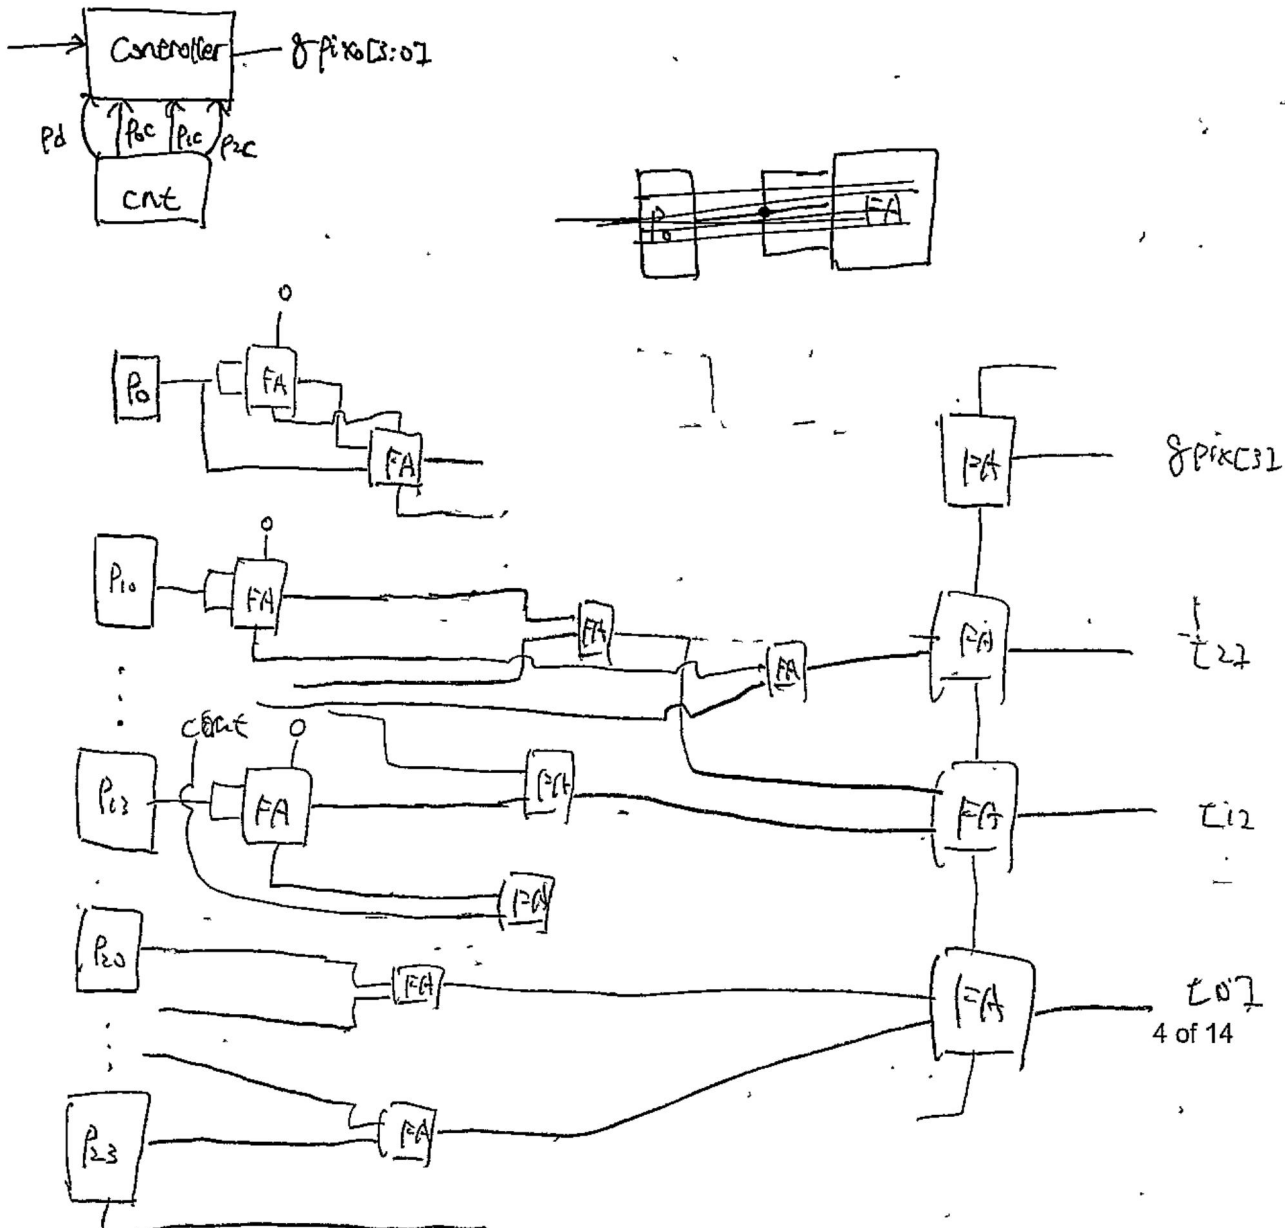 Controller gpixo[3:0]
Pd P0c P1c P2c
cnt
P0 FA
0
P0 FA
FA
FA gpix[3]
0
P10 FA
FA
FA
FA [2]
0
P13 FA
FA
FA [1]
FA
P20 FA
FA [0]
4 of 14
P23 FA